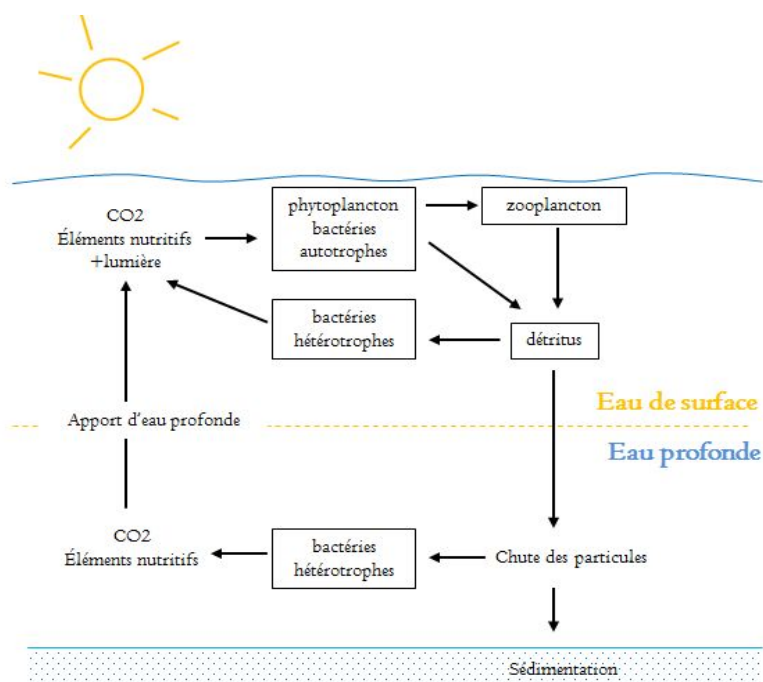 CO2
Éléments nutritifs
+lumière
phytoplancton
bactéries
autotrophes
zooplancton
bactéries
hétérotrophes
détritus
Eau de surface
Apport d'eau profonde
Eau profonde
CO2
Éléments nutritifs
bactéries
hétérotrophes
Chute des particules
Sédimentation